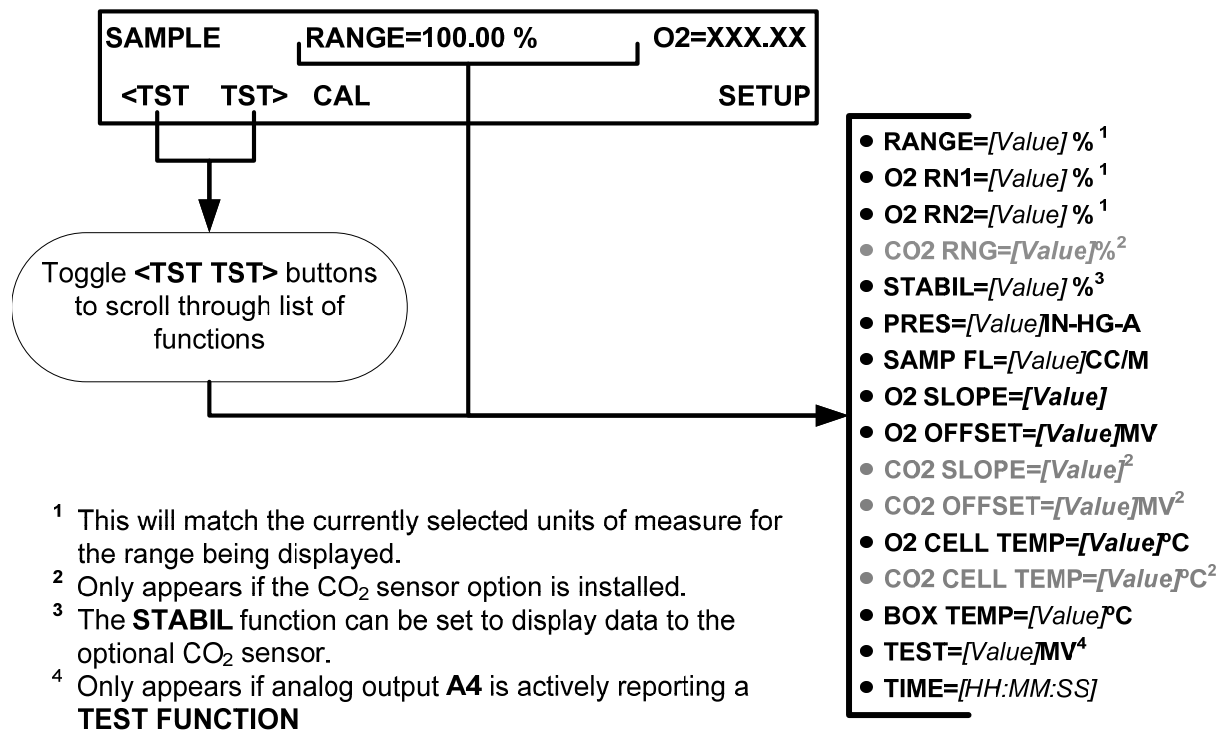 SAMPLE RANGE=100.00 % O2=XXX.XX
<TST TST> CAL SETUP
Toggle <TST TST> buttons
to scroll through list of
functions
• RANGE=[Value] % ¹
• O2 RN1=[Value] % ¹
• O2 RN2=[Value] % ¹
• CO2 RNG=[Value]%²
• STABIL=[Value] %³
• PRES=[Value]IN-HG-A
• SAMP FL=[Value]CC/M
• O2 SLOPE=[Value]
• O2 OFFSET=[Value]MV
• CO2 SLOPE=[Value]²
• CO2 OFFSET=[Value]MV²
• O2 CELL TEMP=[Value]ºC
• CO2 CELL TEMP=[Value]ºC²
• BOX TEMP=[Value]ºC
• TEST=[Value]MV⁴
• TIME=[HH:MM:SS]
¹ This will match the currently selected units of measure for
the range being displayed.
² Only appears if the CO₂ sensor option is installed.
³ The STABIL function can be set to display data to the
optional CO₂ sensor.
⁴ Only appears if analog output A4 is actively reporting a
TEST FUNCTION